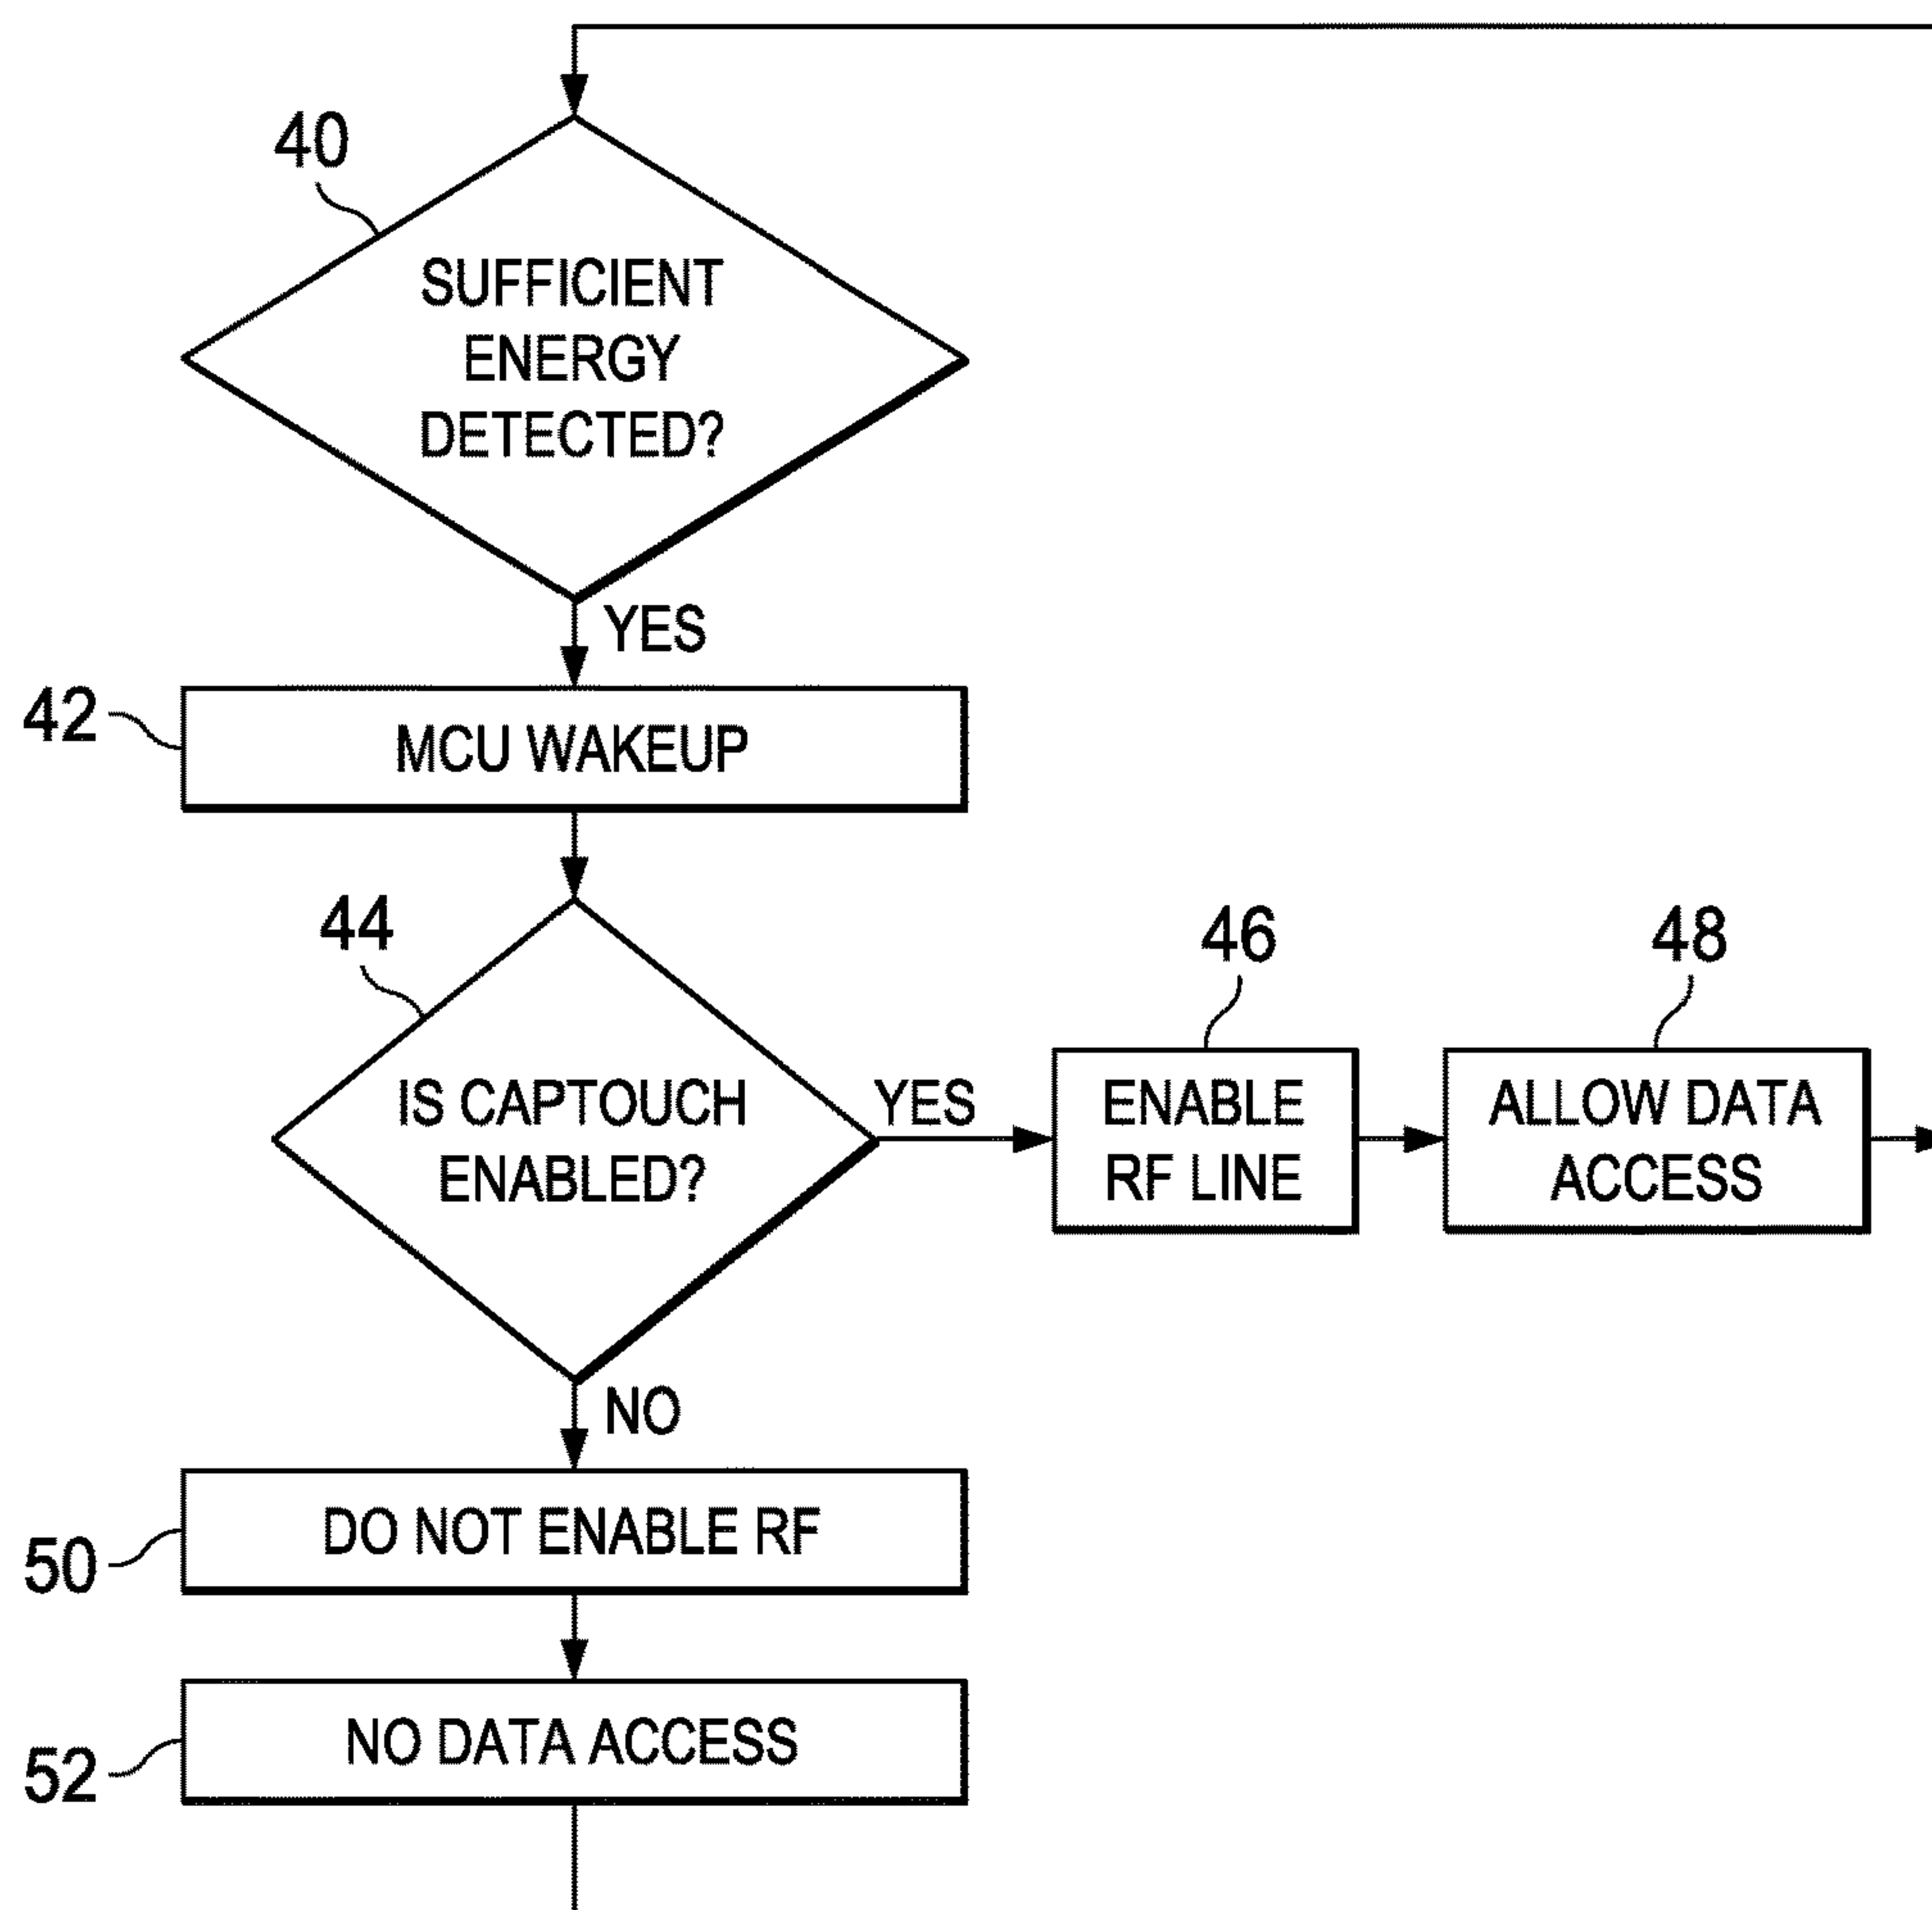 40
SUFFICIENT
ENERGY
DETECTED?
YES
42
MCU WAKEUP
44
IS CAPTOUCH
ENABLED?
YES
46
ENABLE
RF LINE
48
ALLOW DATA
ACCESS
NO
50
DO NOT ENABLE RF
52
NO DATA ACCESS